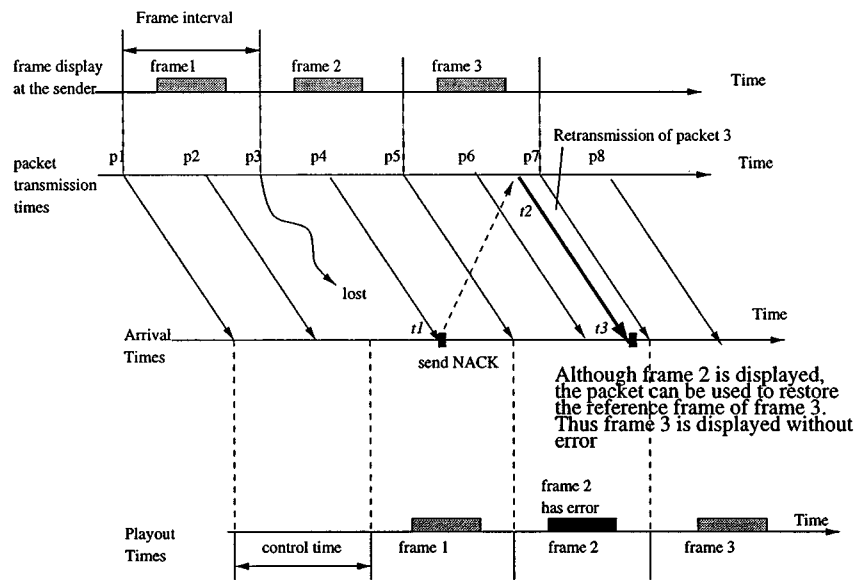 Frame interval
frame display
at the sender
frame1
frame 2
frame 3
Time
Retransmission of packet 3
packet
transmission
times
p1
p2
p3
p4
p5
p6
p7
p8
Time
t2
lost
t1
t3
Time
Arrival
Times
send NACK
Although frame 2 is displayed,
the packet can be used to restore
the reference frame of frame 3.
Thus frame 3 is displayed without
error
frame 2
has error
Playout
Times
control time
frame 1
frame 2
frame 3
Time